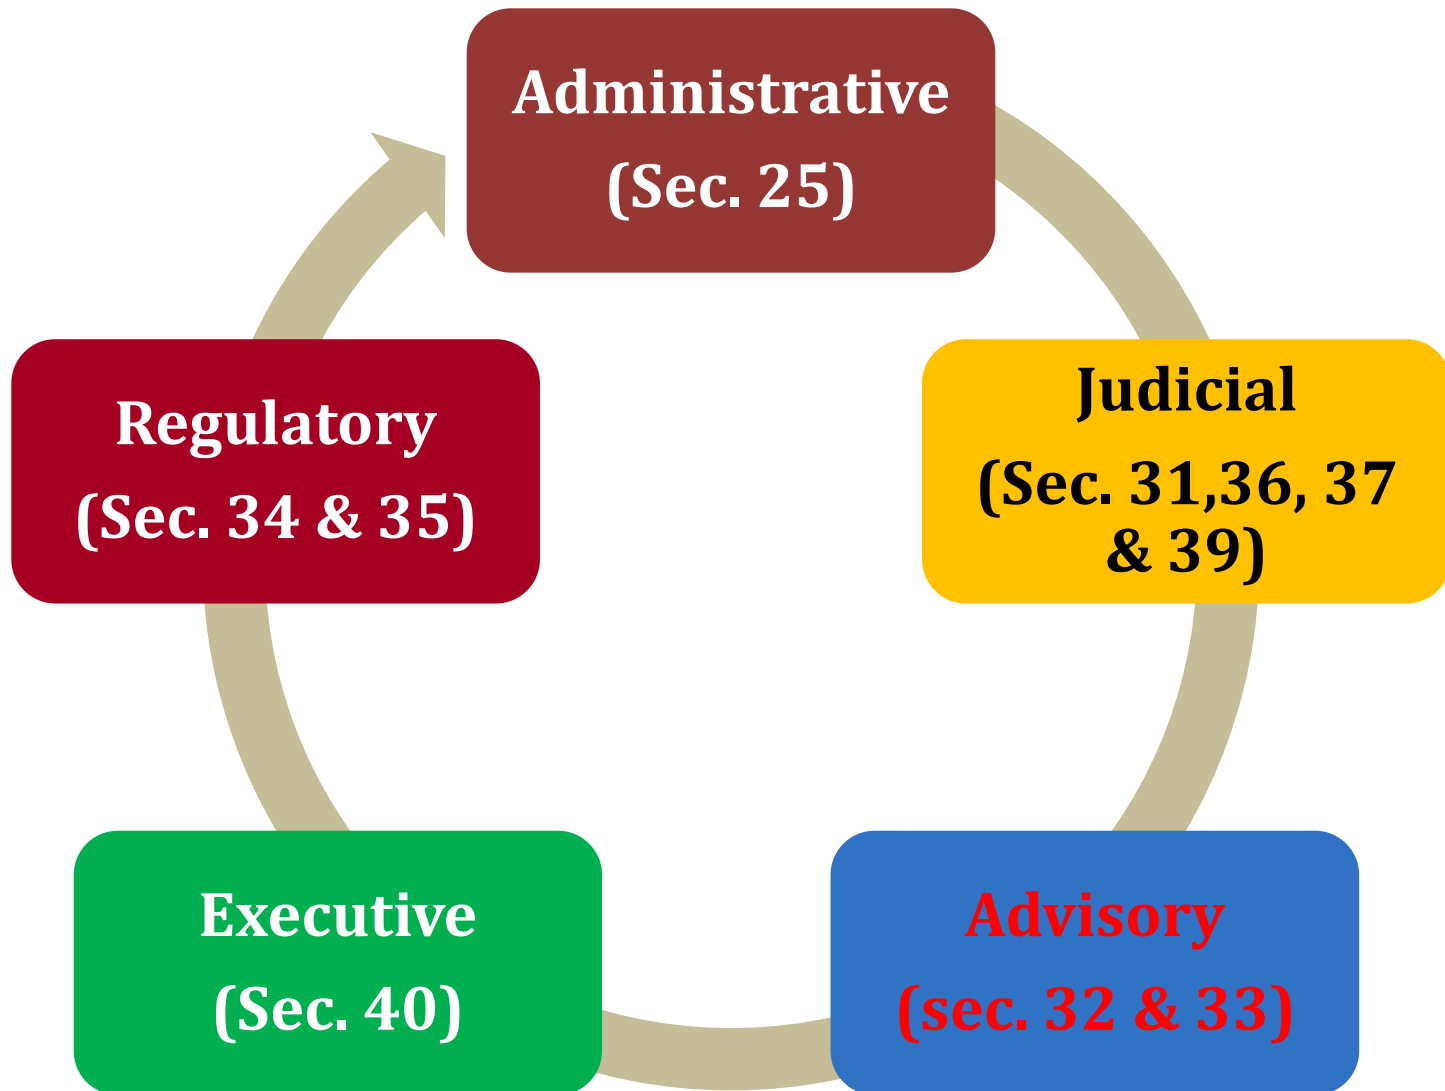 Administrative
(Sec. 25)
Judicial
(Sec. 31,36, 37
& 39)
Advisory
(sec. 32 & 33)
Executive
(Sec. 40)
Regulatory
(Sec. 34 & 35)